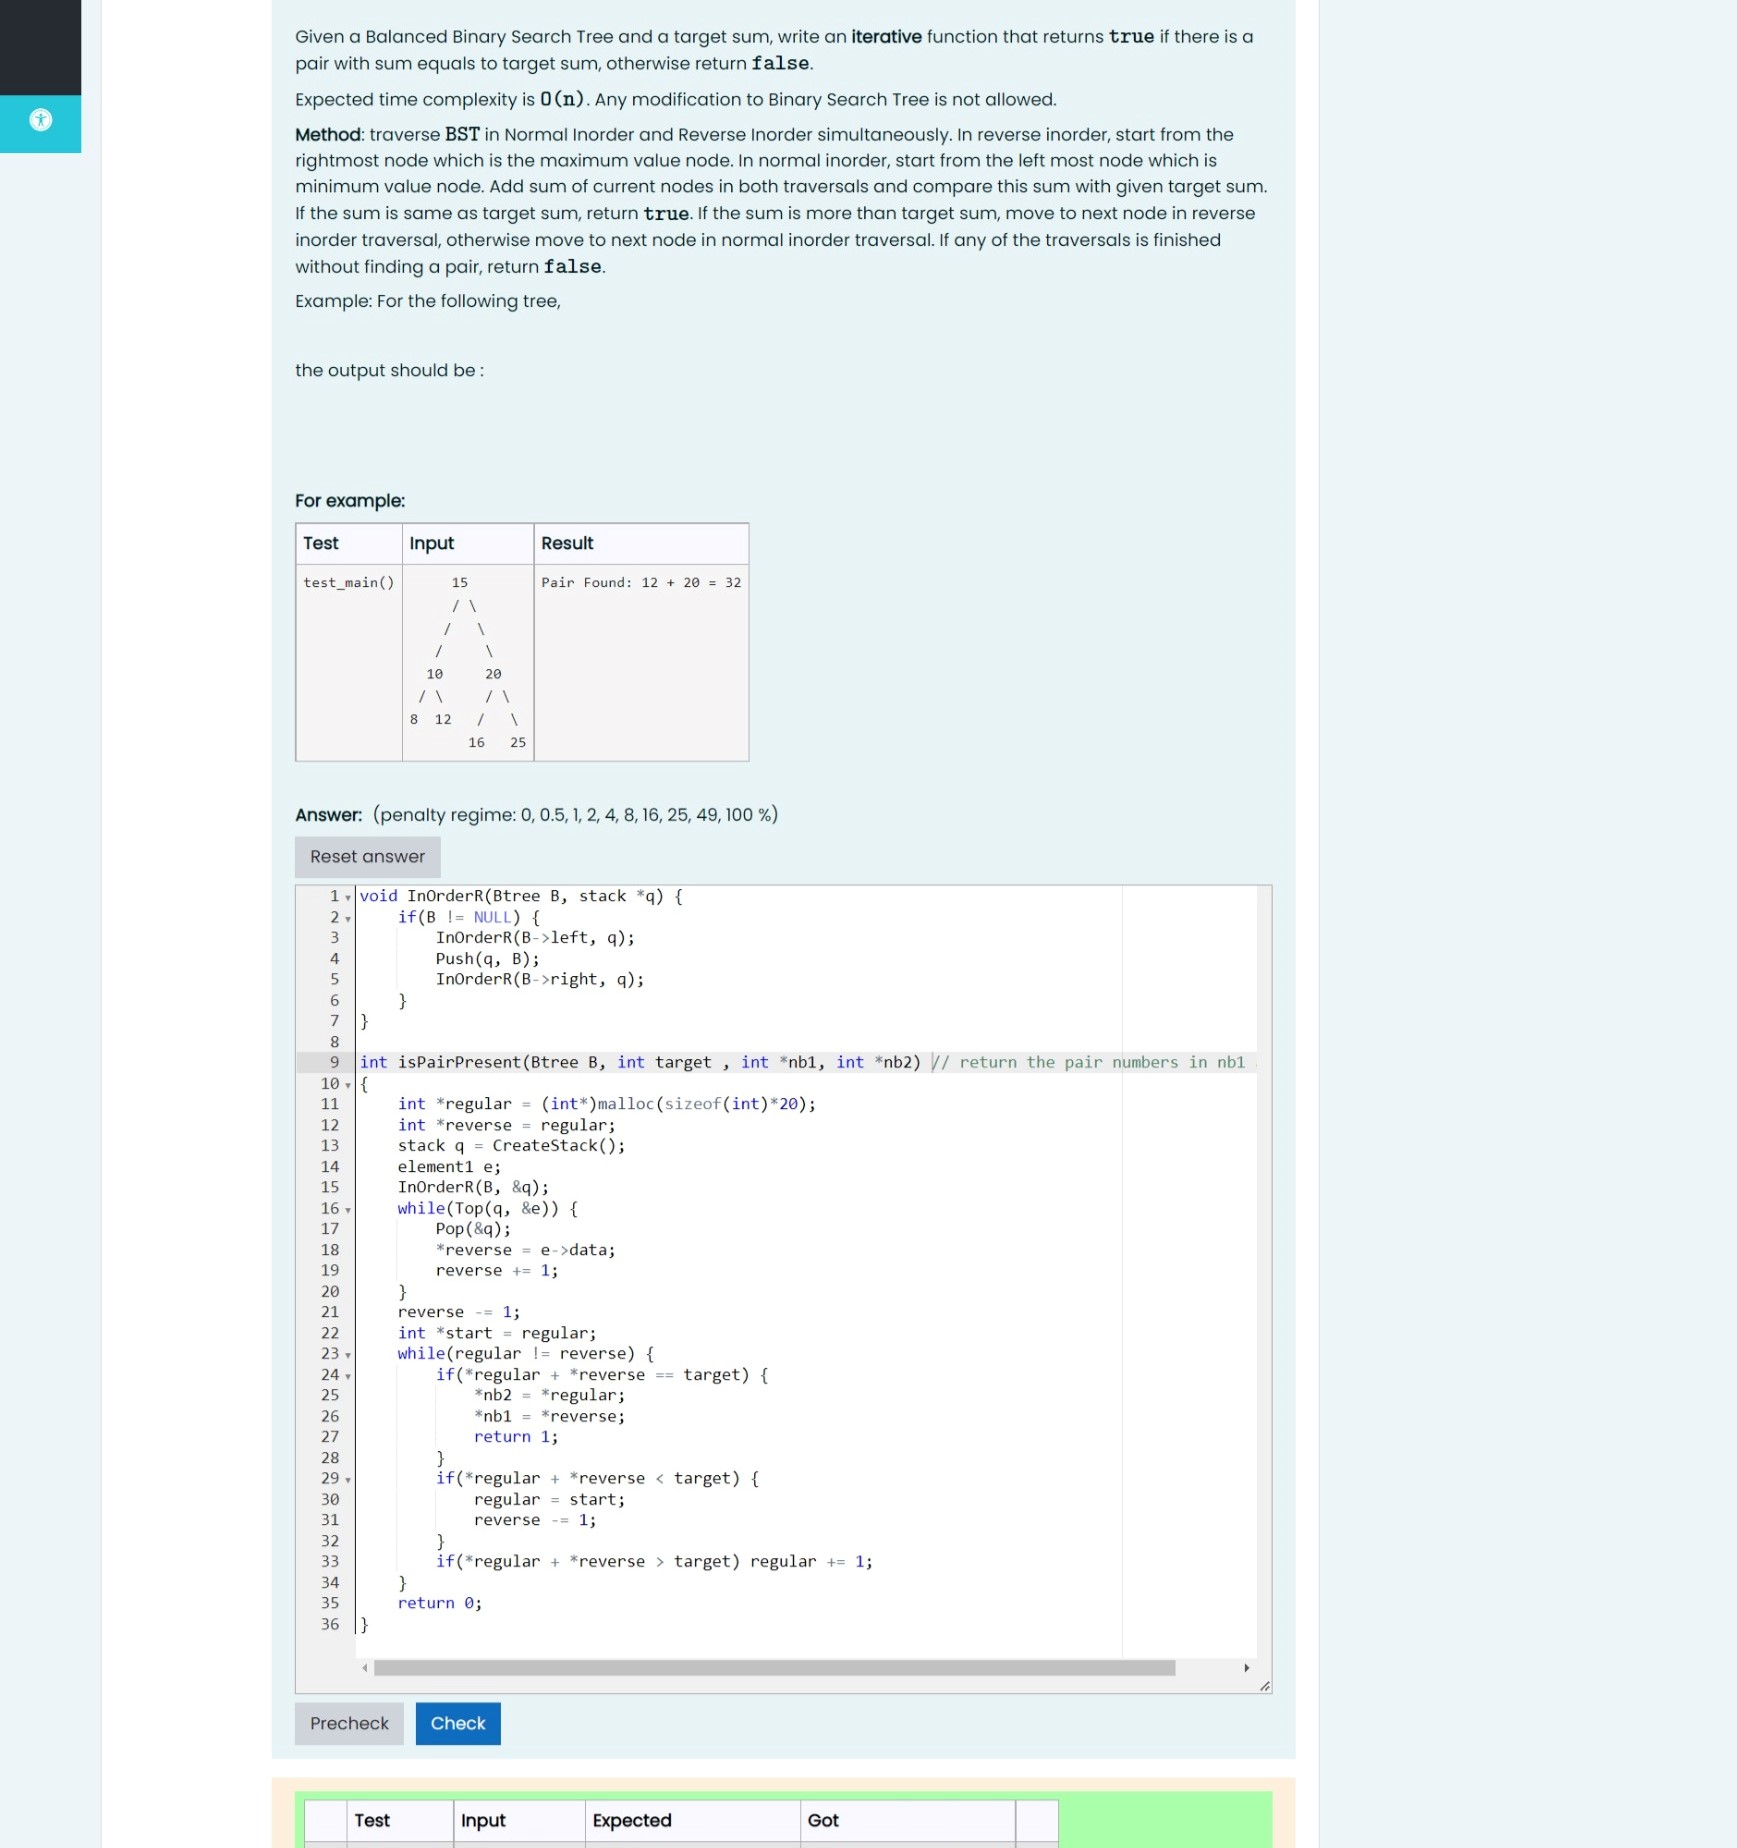 Given a Balanced Binary Search Tree and a target sum, write an iterative function that returns true if there is a
pair with sum equals to target sum, otherwise return false.
Expected time complexity is O(n). Any modification to Binary Search Tree is not allowed.
Method: traverse BST in Normal Inorder and Reverse Inorder simultaneously. In reverse inorder, start from the
rightmost node which is the maximum value node. In normal inorder, start from the left most node which is
minimum value node. Add sum of current nodes in both traversals and compare this sum with given target sum.
If the sum is same as target sum, return true. If the sum is more than target sum, move to next node in reverse
inorder traversal, otherwise move to next node in normal inorder traversal. If any of the traversals is finished
without finding a pair, return false.
Example: For the following tree,
the output should be :
For example:
Test Input Result
test_main() 15 Pair Found: 12 + 20 = 32
/ \
/ \
/ \
10 20
/ \ / \
8 12 / \
16 25
Answer: (penalty regime: 0, 0.5, 1, 2, 4, 8, 16, 25, 49, 100 %)
Reset answer
1 void InOrderR(Btree B, stack *q) {
2 if(B != NULL) {
3 InOrderR(B->left, q);
4 Push(q, B);
5 InOrderR(B->right, q);
6 }
7 }
8
9 int isPairPresent(Btree B, int target , int *nb1, int *nb2) // return the pair numbers in nb1
10 {
11 int *regular = (int*)malloc(sizeof(int)*20);
12 int *reverse = regular;
13 stack q = CreateStack();
14 element1 e;
15 InOrderR(B, &q);
16 while(Top(q, &e)) {
17 Pop(&q);
18 *reverse = e->data;
19 reverse += 1;
20 }
21 reverse -= 1;
22 int *start = regular;
23 while(regular != reverse) {
24 if(*regular + *reverse == target) {
25 *nb2 = *regular;
26 *nb1 = *reverse;
27 return 1;
28 }
29 if(*regular + *reverse < target) {
30 regular = start;
31 reverse -= 1;
32 }
33 if(*regular + *reverse > target) regular += 1;
34 }
35 return 0;
36 }
Precheck Check
Test Input Expected Got